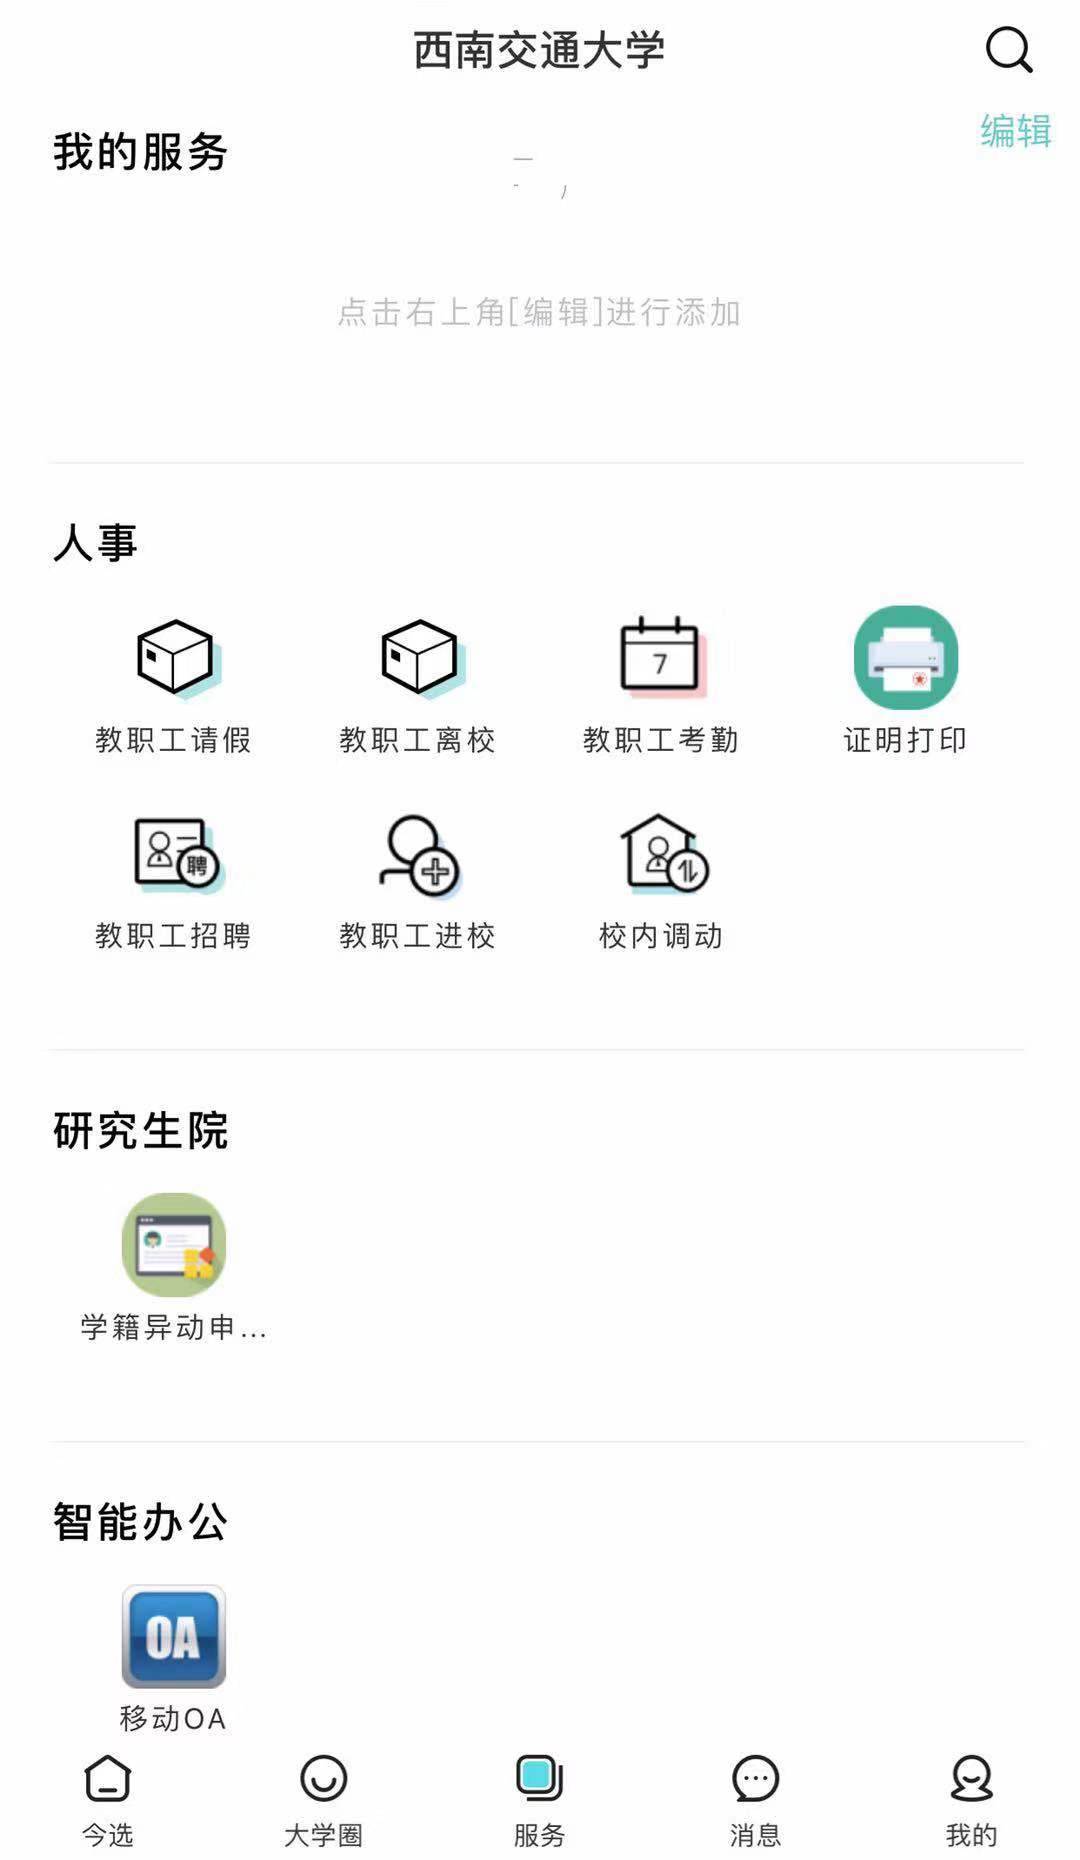 西南交通大学
编辑
我的服务
点击右上角[编辑]进行添加
人事
7
教职工请假 教职工离校 教职工考勤 证明打印
聘
教职工招聘 教职工进校 校内调动
研究生院
学籍异动申...
智能办公
OA
移动OA
今选 大学圈 服务 消息 我的